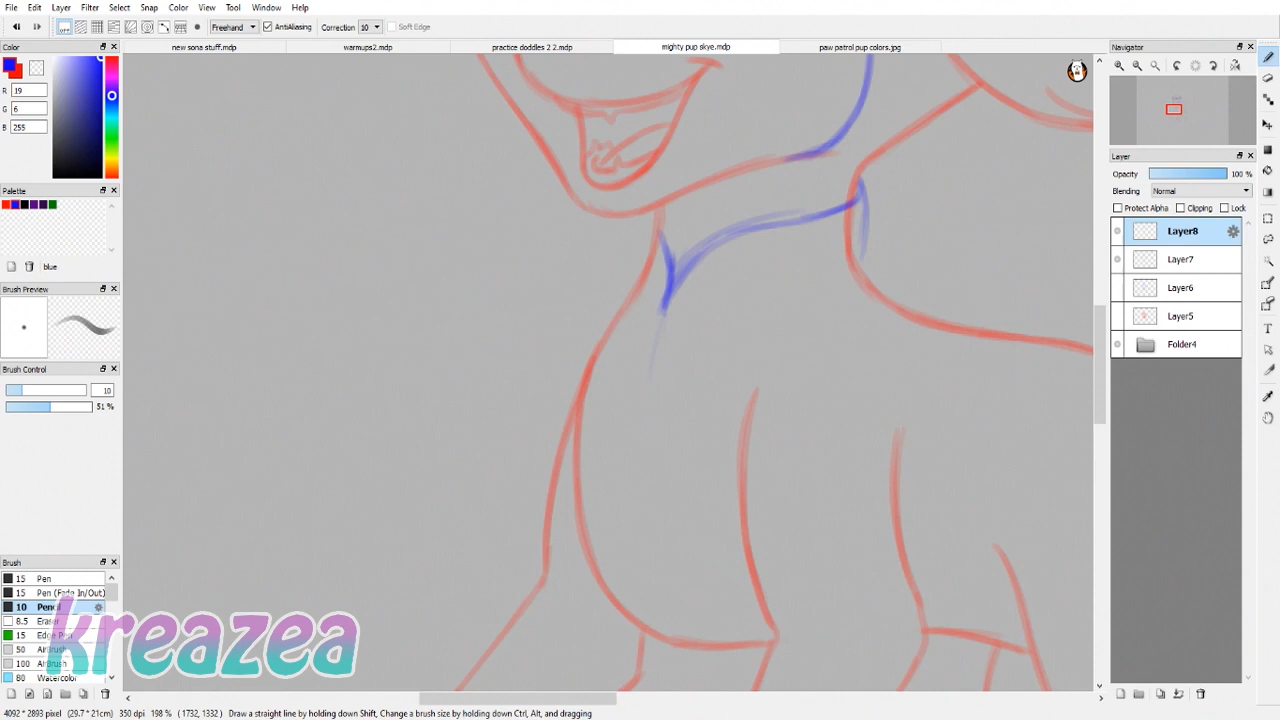 File Edit Layer Filter Select Snap Color View Tool Window Help
OFF Freehand AntiAliasing Correction 10 Soft Edge
new sona stuff.mdp warmups2.mdp practice doddles 2 2.mdp mighty pup skye.mdp paw patrol pup colors.jpg
Color
R 19
G 6
B 255
Palette
blue
Brush Preview
Brush Control
10
51 %
Brush
15 Pen
15 Pen (Fade In/Out)
10 Pencil
8.5 Eraser
15 Edge Pen
50 AirBrush
100 AirBrush
80 Watercolor
kreazea
Navigator
Layer
Opacity 100 %
Blending Normal
Protect Alpha Clipping Lock
Layer8
Layer7
Layer6
Layer5
Folder4
4092 * 2893 pixel (29.7 * 21cm) 350 dpi 198 % ( 1732, 1332 ) Draw a straight line by holding down Shift, Change a brush size by holding down Ctrl, Alt, and dragging